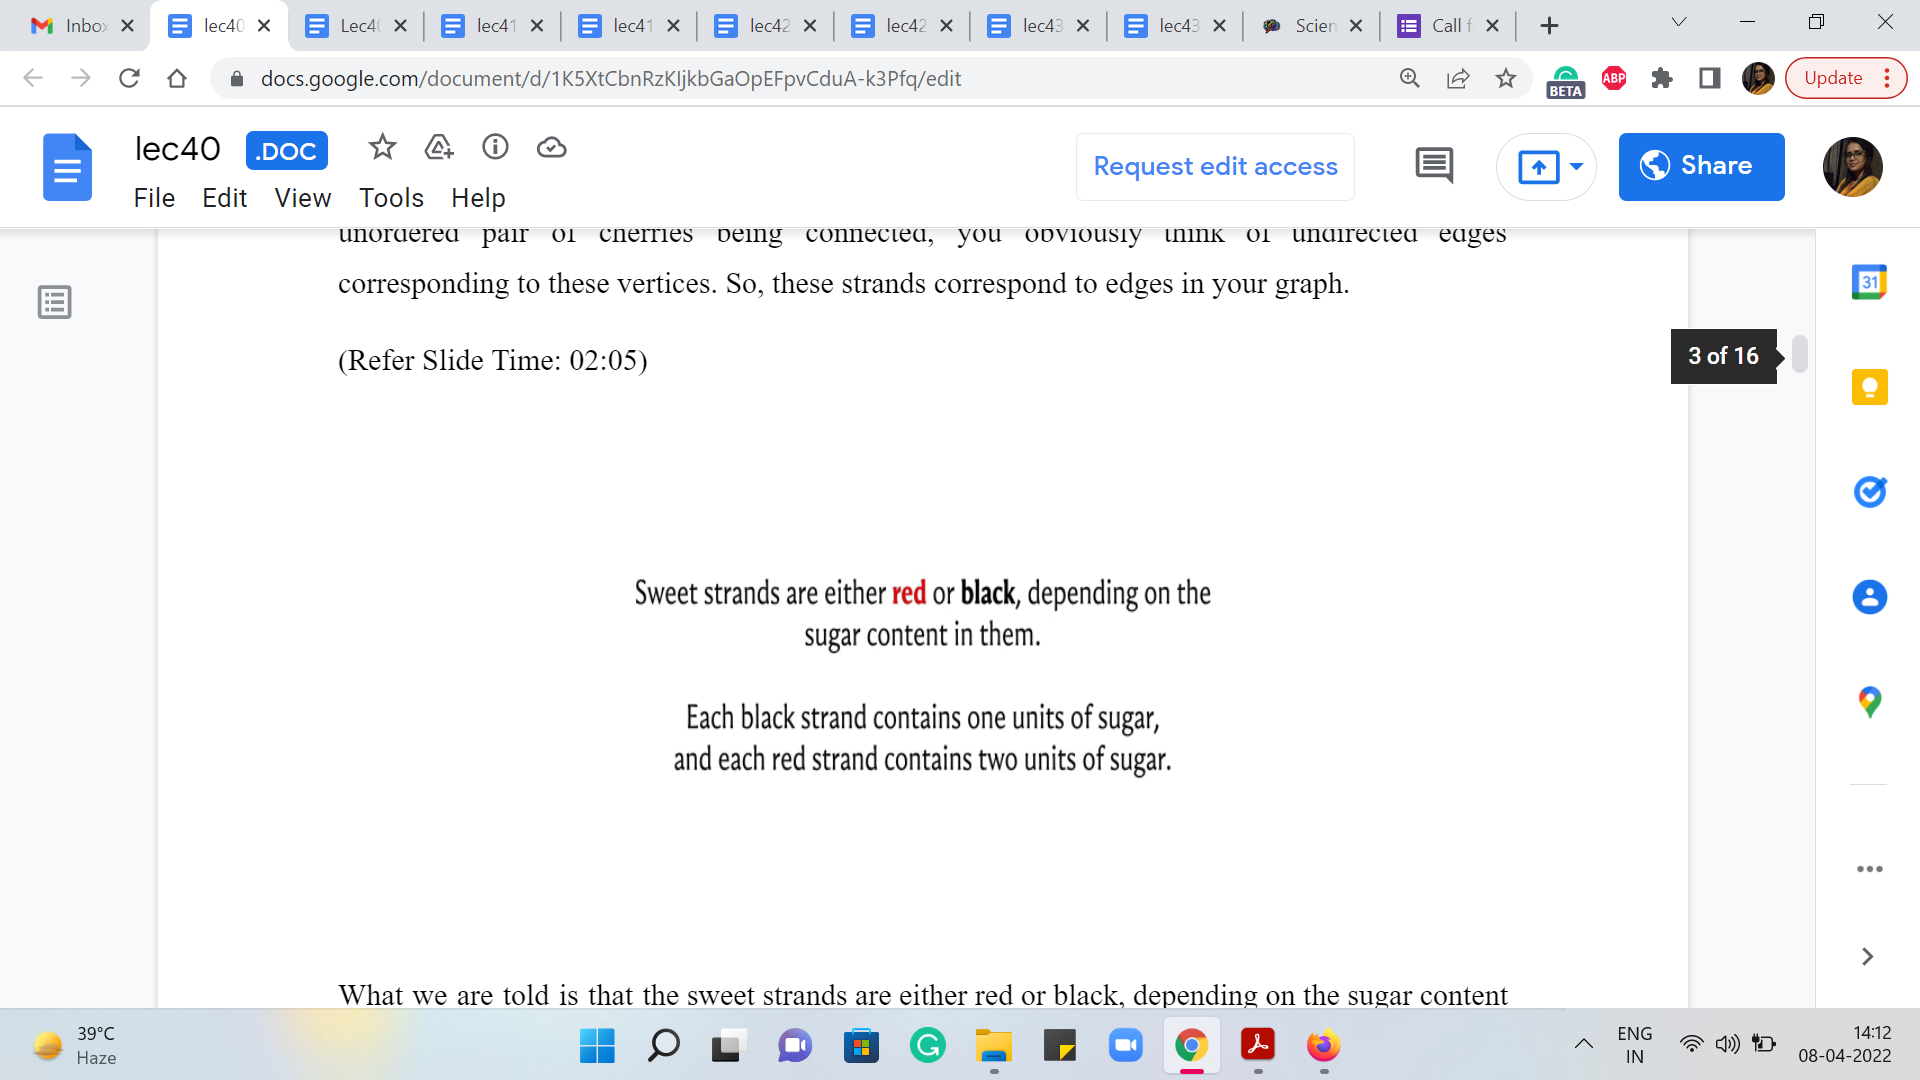 Inbo
lec40
Lec4
lec41
lec41
lec42
lec42
lec43
lec43
Scien
Call f
docs.google.com/document/d/1K5XtCbnRzKIjkbGaOpEFpvCduA-k3Pfq/edit
BETA
ABP
Update
lec40
.DOC
Request edit access
Share
File Edit View Tools Help
unordered pair of cherries being connected, you obviously think of undirected edges
corresponding to these vertices. So, these strands correspond to edges in your graph.
31
(Refer Slide Time: 02:05)
3 of 16
Sweet strands are either red or black, depending on the
sugar content in them.
Each black strand contains one units of sugar,
and each red strand contains two units of sugar.
What we are told is that the sweet strands are either red or black, depending on the sugar content
39°C
Haze
ENG
IN
14:12
08-04-2022